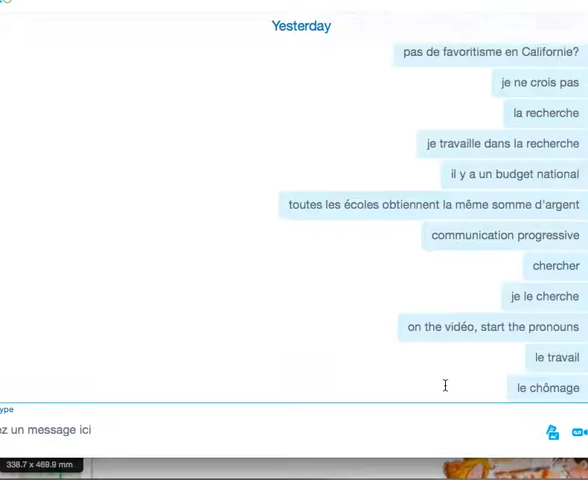 Yesterday
pas de favoritisme en Californie?
je ne crois pas
la recherche
je travaille dans la recherche
il y a un budget national
toutes les écoles obtiennent la même somme d'argent
communication progressive
chercher
je le cherche
on the vidéo, start the pronouns
le travail
le chômage
ype
ez un message ici
338.7 x 469.9 mm